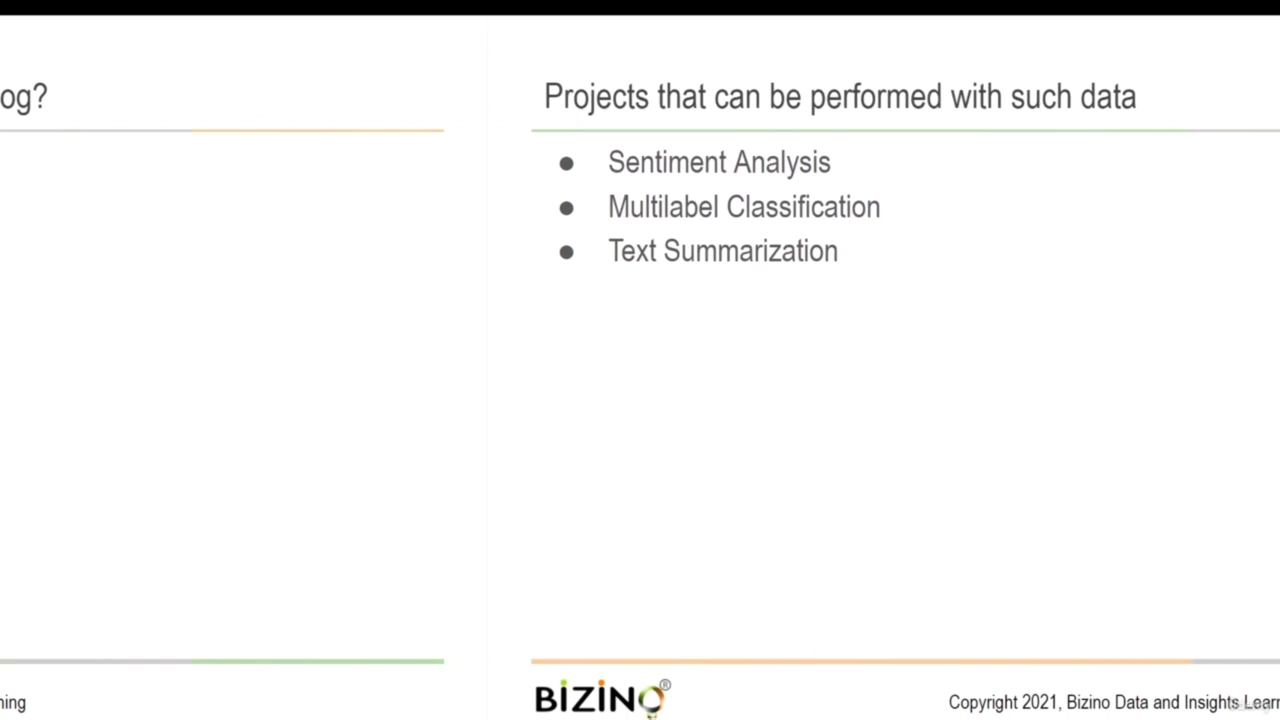 og?
Projects that can be performed with such data
● Sentiment Analysis
● Multilabel Classification
● Text Summarization
ning
BiZiNO®
Copyright 2021, Bizino Data and Insights Learn